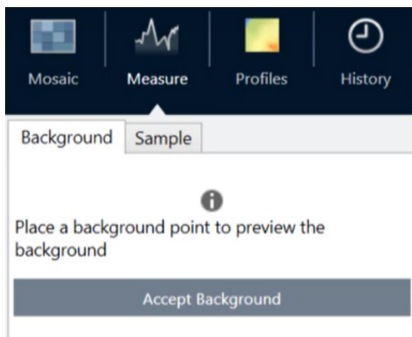 Mosaic Measure Profiles History
Background Sample
Place a background point to preview the
background
Accept Background